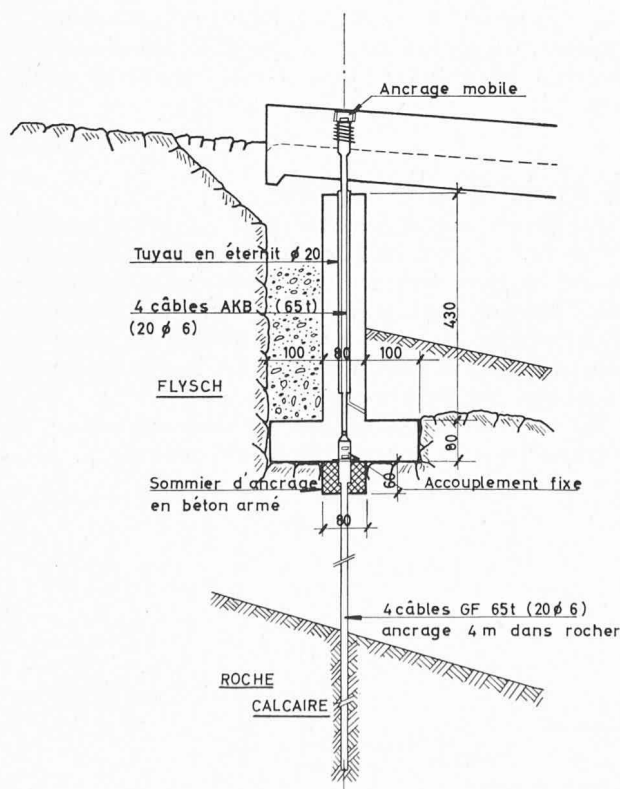 Ancrage mobile
Tuyau en éternit ϕ 20
4 câbles AKB (65t)
(20 ϕ 6)
430
100 80 100
FLYSCH
80
Sommier d'ancrage
en béton armé
60
Accouplement fixe
80
4 câbles GF 65t (20 ϕ 6)
ancrage 4 m dans rocher
ROCHE
CALCAIRE